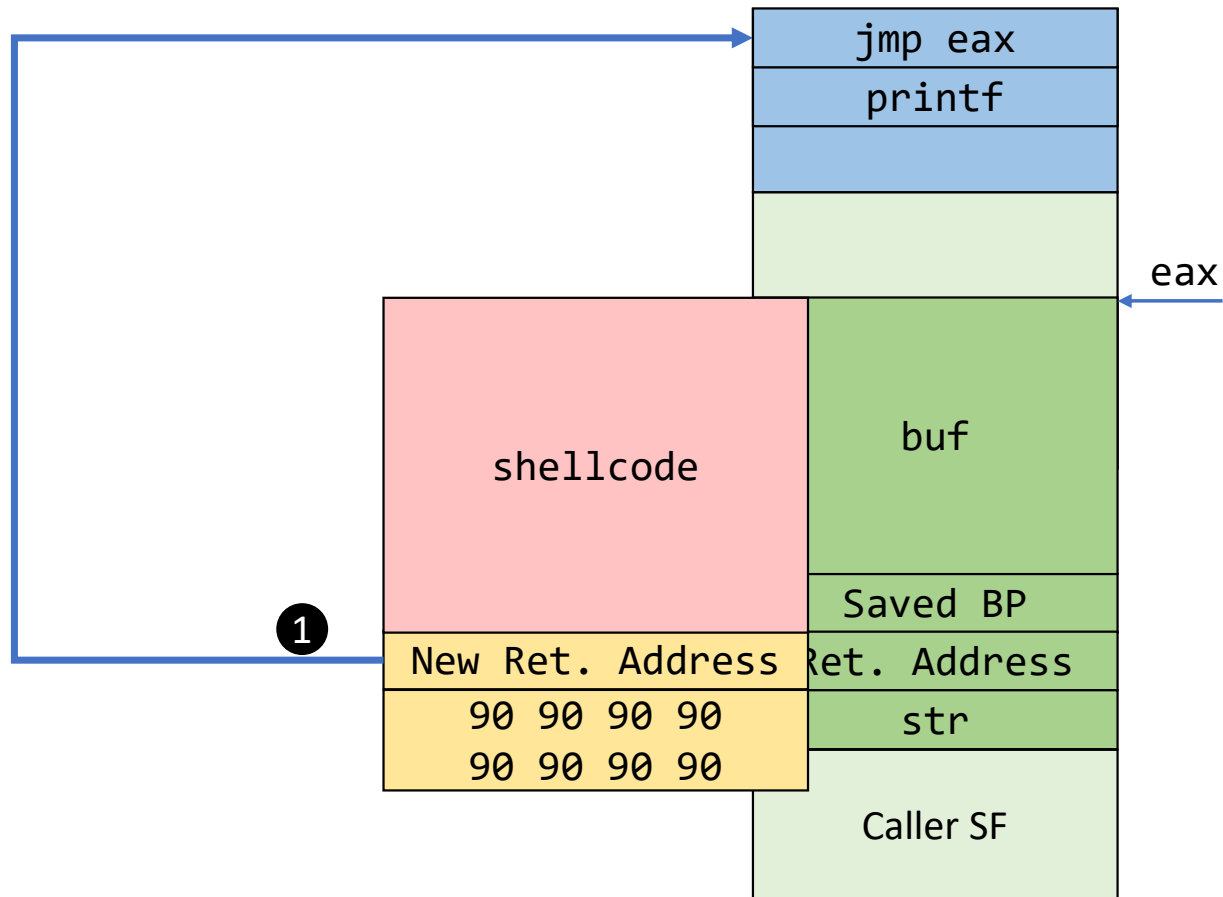 jmp eax
printf
eax
shellcode
buf
Saved BP
1
New Ret. Address
Ret. Address
90 90 90 90
str
90 90 90 90
Caller SF